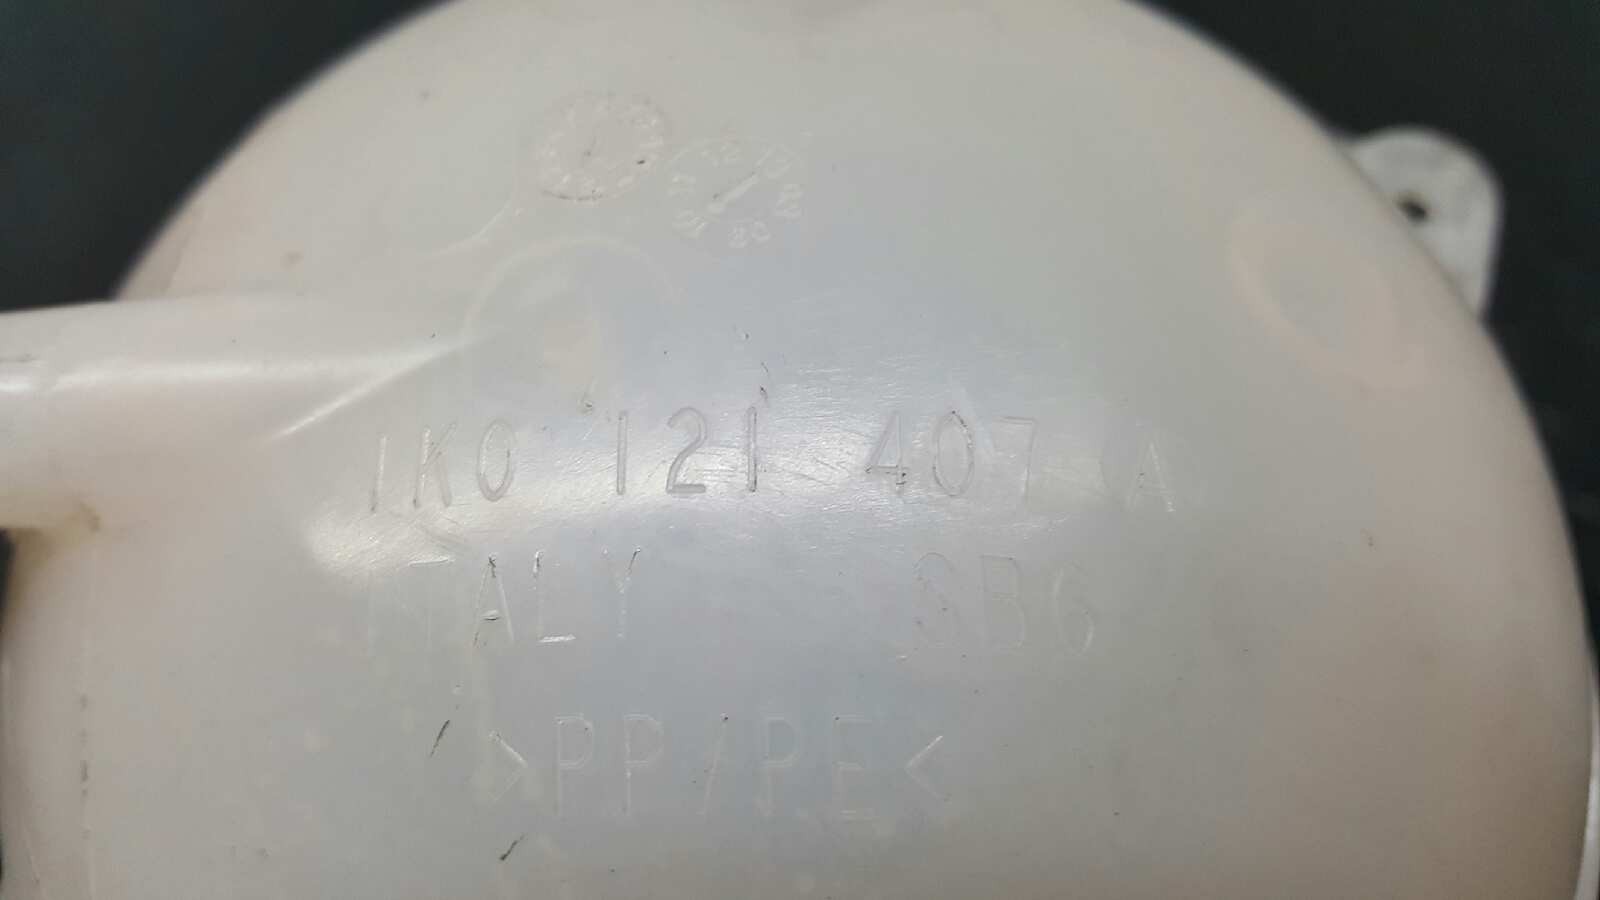 1K0 121 407 A
ITALY SB6
>PP/PE<